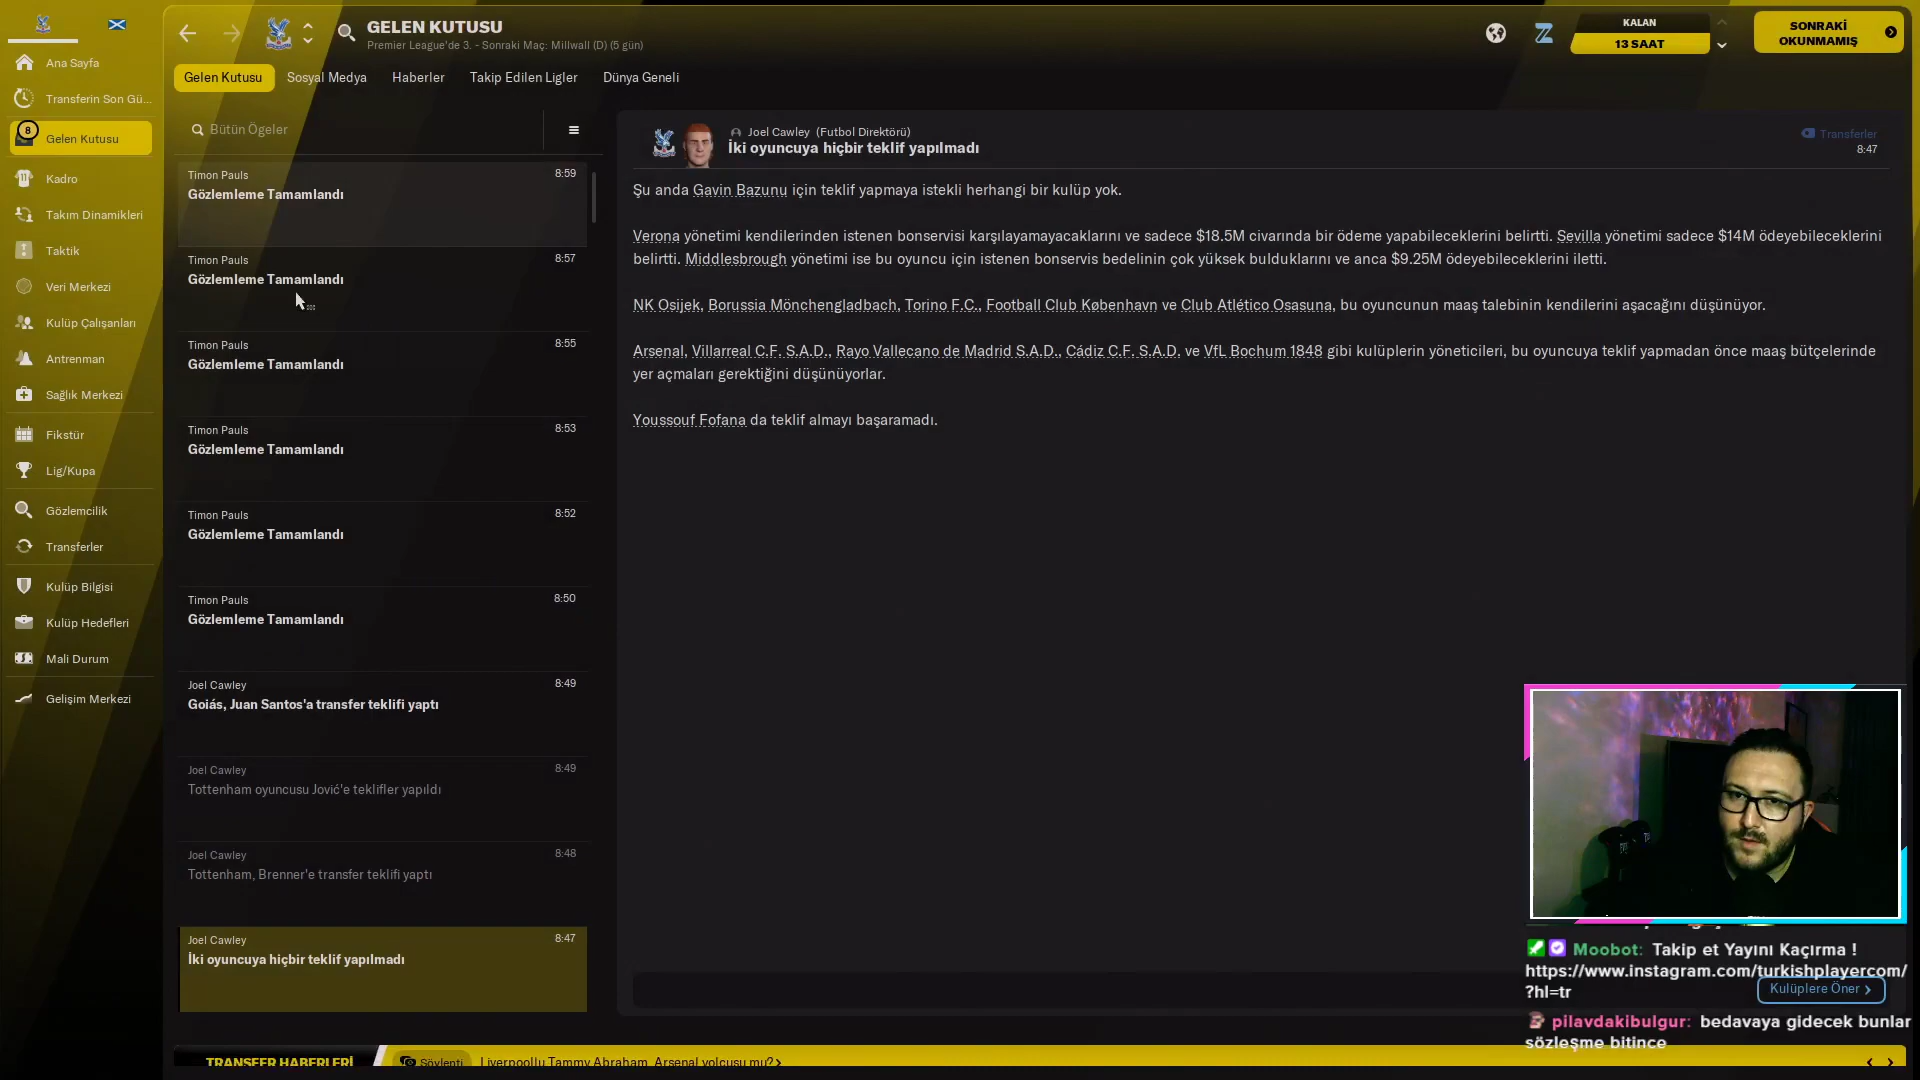 GELEN KUTUSU
Premier League'de 3. - Sonraki Maç: Millwall (D) (5 gün)
KALAN
13 SAAT
SONRAKİ
OKUNMAMIŞ
Gelen Kutusu
Sosyal Medya
Haberler
Takip Edilen Ligler
Dünya Geneli
Ana Sayfa
Transferin Son Gü...
8
Gelen Kutusu
Kadro
Takım Dinamikleri
Taktik
Veri Merkezi
Kulüp Çalışanları
Antrenman
Sağlık Merkezi
Fikstür
Lig/Kupa
Gözlemcilik
Transferler
Kulüp Bilgisi
Kulüp Hedefleri
Mali Durum
Gelişim Merkezi
Bütün Ögeler
Timon Pauls 8:59
Gözlemleme Tamamlandı
Timon Pauls 8:57
Gözlemleme Tamamlandı
Timon Pauls 8:55
Gözlemleme Tamamlandı
Timon Pauls 8:53
Gözlemleme Tamamlandı
Timon Pauls 8:52
Gözlemleme Tamamlandı
Timon Pauls 8:50
Gözlemleme Tamamlandı
Joel Cawley 8:49
Goiás, Juan Santos'a transfer teklifi yaptı
Joel Cawley 8:49
Tottenham oyuncusu Jović'e teklifler yapıldı
Joel Cawley 8:48
Tottenham, Brenner'e transfer teklifi yaptı
Joel Cawley 8:47
İki oyuncuya hiçbir teklif yapılmadı
Joel Cawley (Futbol Direktörü)
İki oyuncuya hiçbir teklif yapılmadı
Transferler
8:47
Şu anda Gavin Bazunu için teklif yapmaya istekli herhangi bir kulüp yok.
Verona yönetimi kendilerinden istenen bonservisi karşılayamayacaklarını ve sadece $18.5M civarında bir ödeme yapabileceklerini belirtti. Sevilla yönetimi sadece $14M ödeyebileceklerini
belirtti. Middlesbrough yönetimi ise bu oyuncu için istenen bonservis bedelinin çok yüksek bulduklarını ve anca $9.25M ödeyebileceklerini iletti.
NK Osijek, Borussia Mönchengladbach, Torino F.C., Football Club København ve Club Atlético Osasuna, bu oyuncunun maaş talebinin kendilerini aşacağını düşünüyor.
Arsenal, Villarreal C.F. S.A.D., Rayo Vallecano de Madrid S.A.D., Cádiz C.F. S.A.D. ve VfL Bochum 1848 gibi kulüplerin yöneticileri, bu oyuncuya teklif yapmadan önce maaş bütçelerinde
yer açmaları gerektiğini düşünüyorlar.
Youssouf Fofana da teklif almayı başaramadı.
Moobot: Takip et Yayını Kaçırma !
https://www.instagram.com/turkishplayercom/
?hl=tr
Kulüplere Öner
pilavdakibulgur: bedavaya gidecek bunlar
sözleşme bitince
TRANSFER HABERLERİ
Söylenti
Liverpoollu Tammy Abraham, Arsenal yolcusu mu?